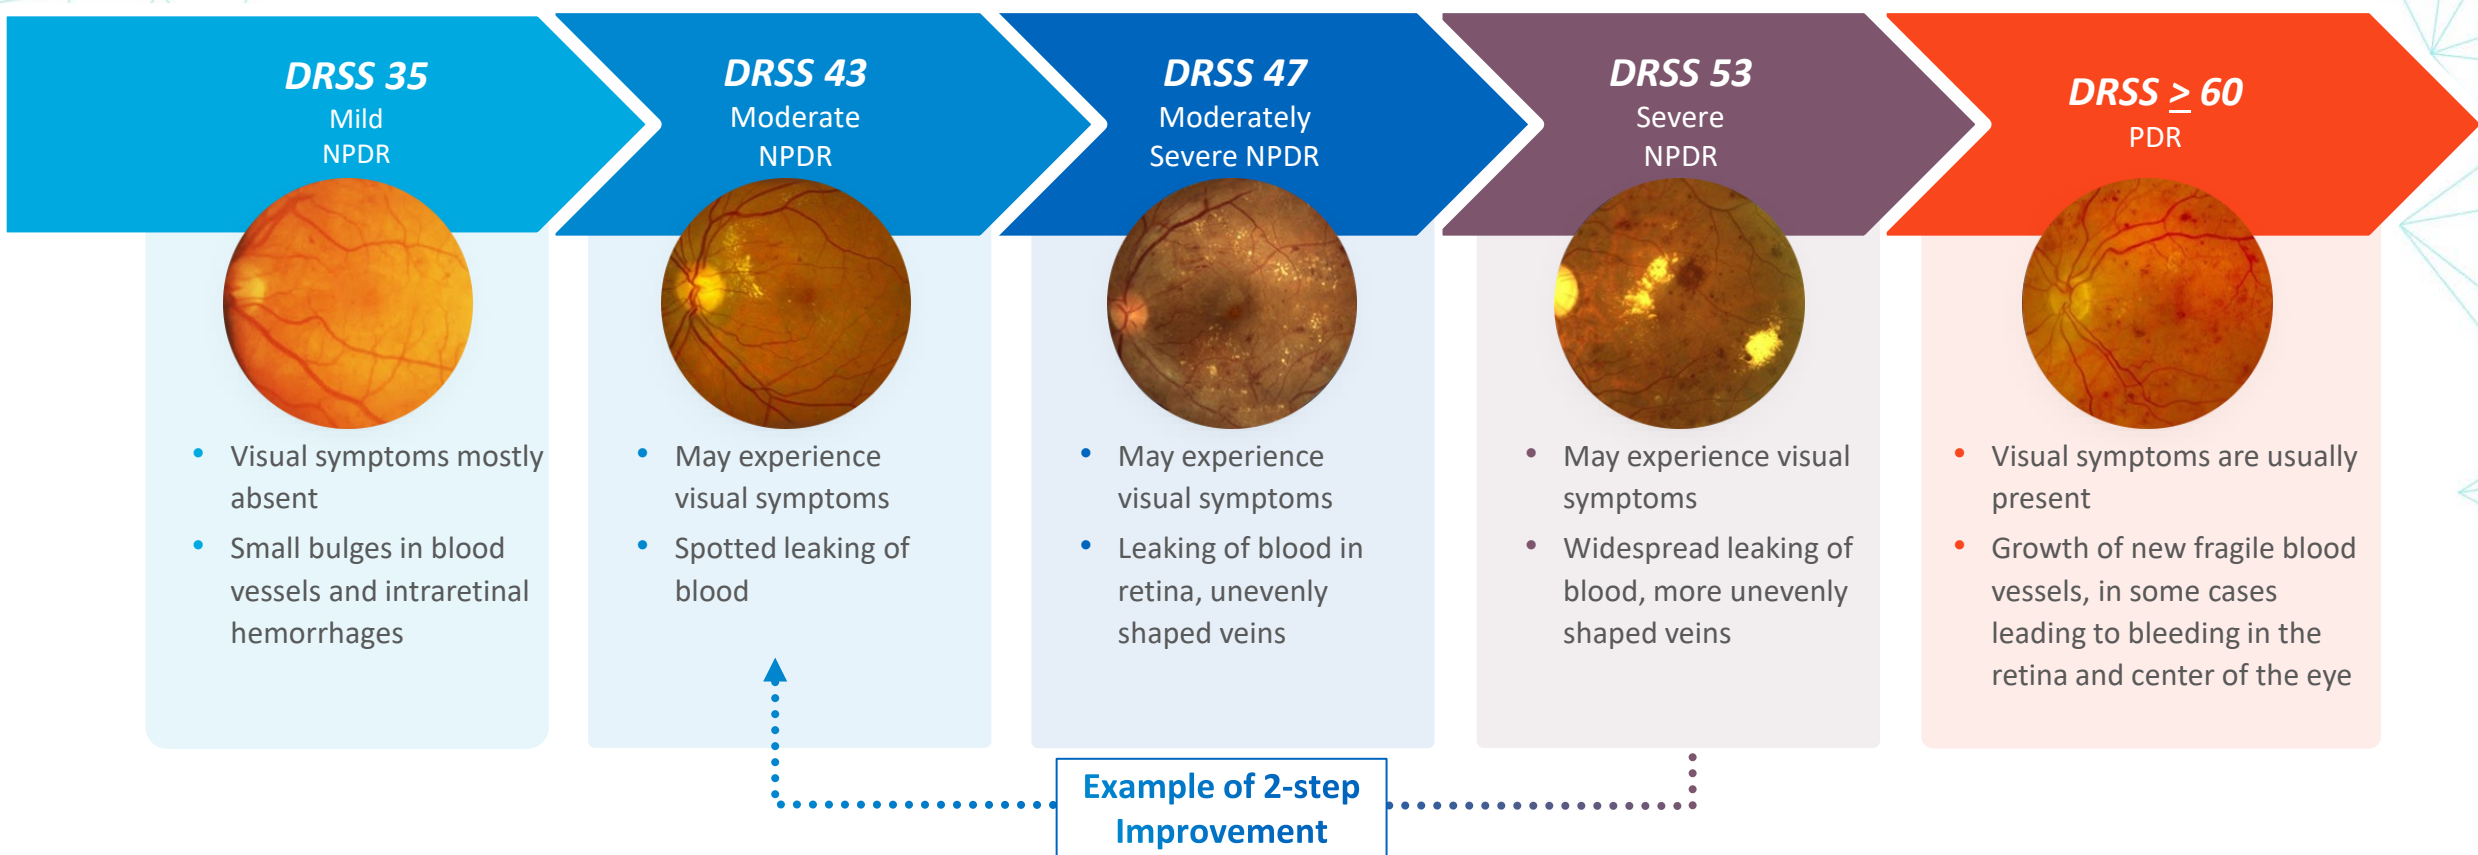 DRSS 35
Mild
NPDR
DRSS 43
Moderate
NPDR
DRSS 47
Moderately
Severe NPDR
DRSS 53
Severe
NPDR
DRSS ≥ 60
PDR
• Visual symptoms mostly
absent
• Small bulges in blood
vessels and intraretinal
hemorrhages
• May experience
visual symptoms
• Spotted leaking of
blood
• May experience
visual symptoms
• Leaking of blood in
retina, unevenly
shaped veins
• May experience visual
symptoms
• Widespread leaking of
blood, more unevenly
shaped veins
• Visual symptoms are usually
present
• Growth of new fragile blood
vessels, in some cases
leading to bleeding in the
retina and center of the eye
Example of 2-step
Improvement